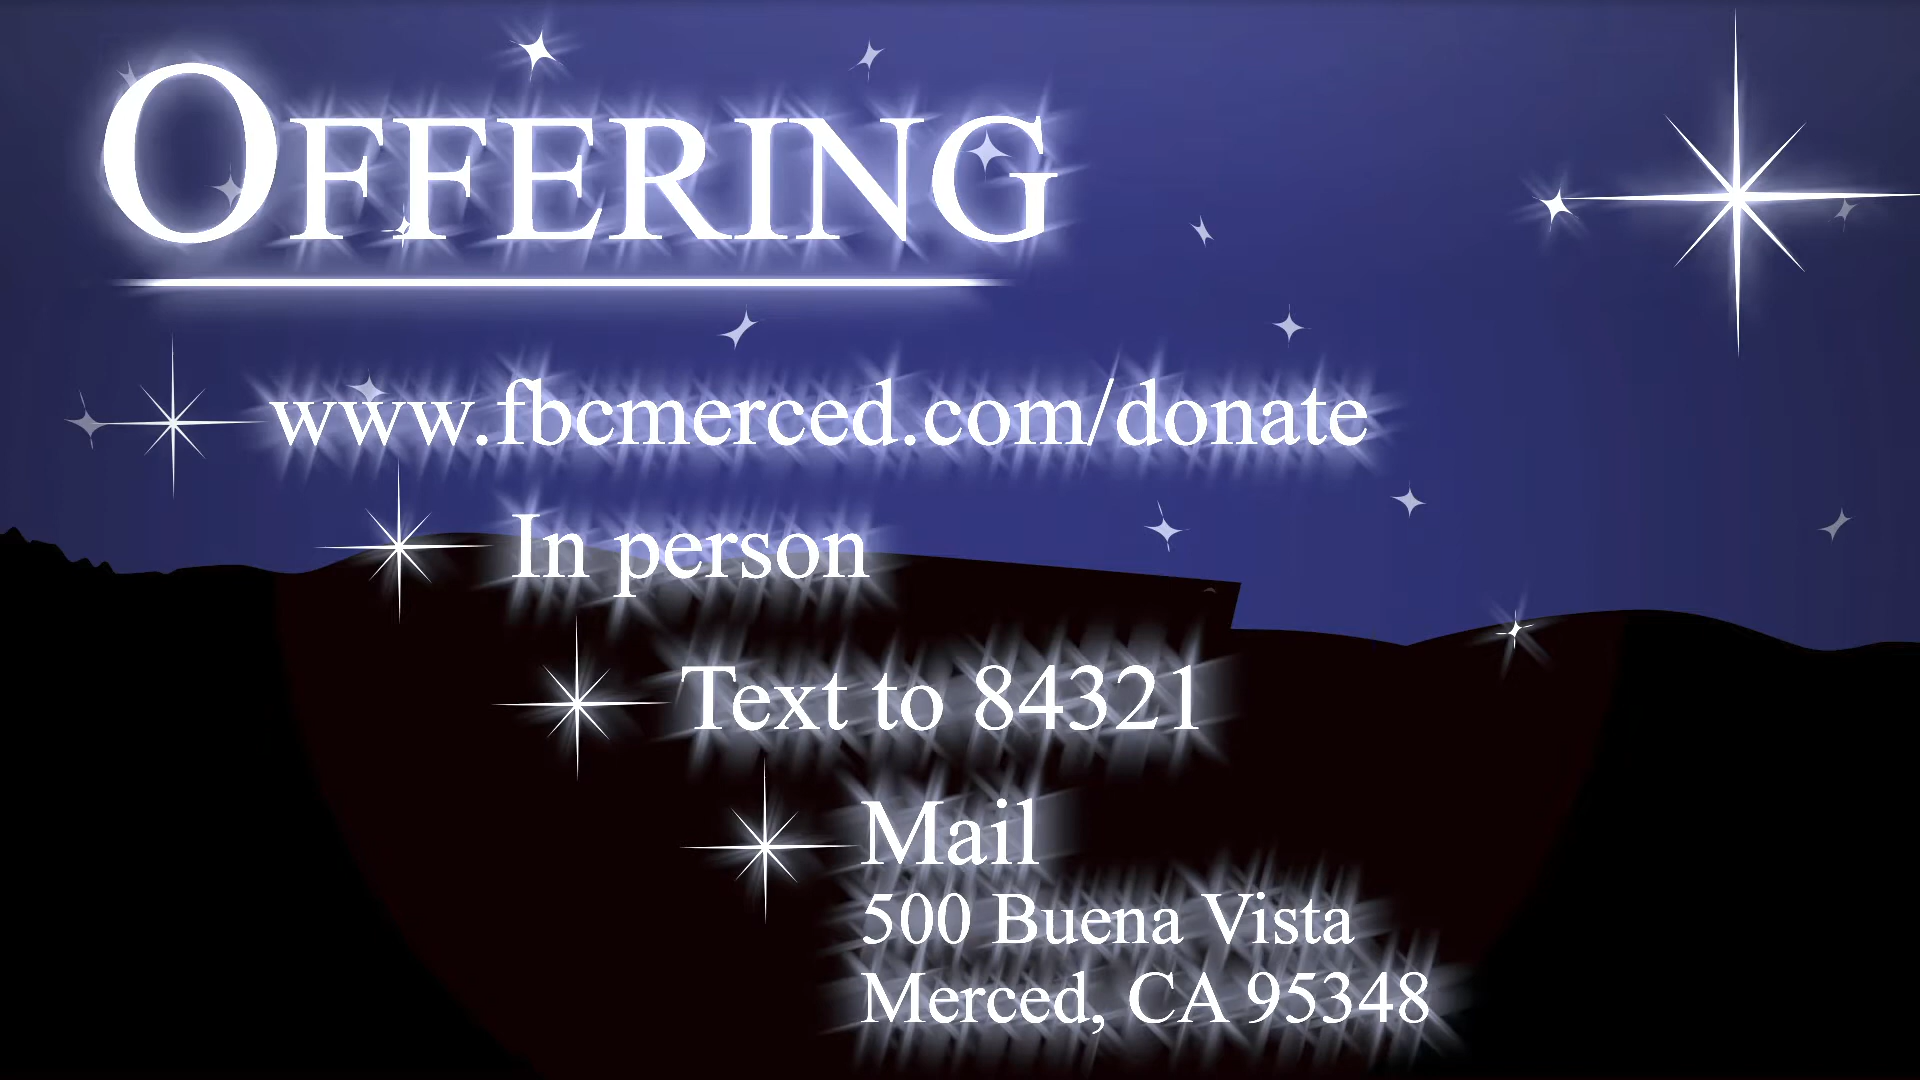 OFFERING
www.fbcmerced.com/donate
In person
Text to 84321
Mail
500 Buena Vista
Merced, CA 95348